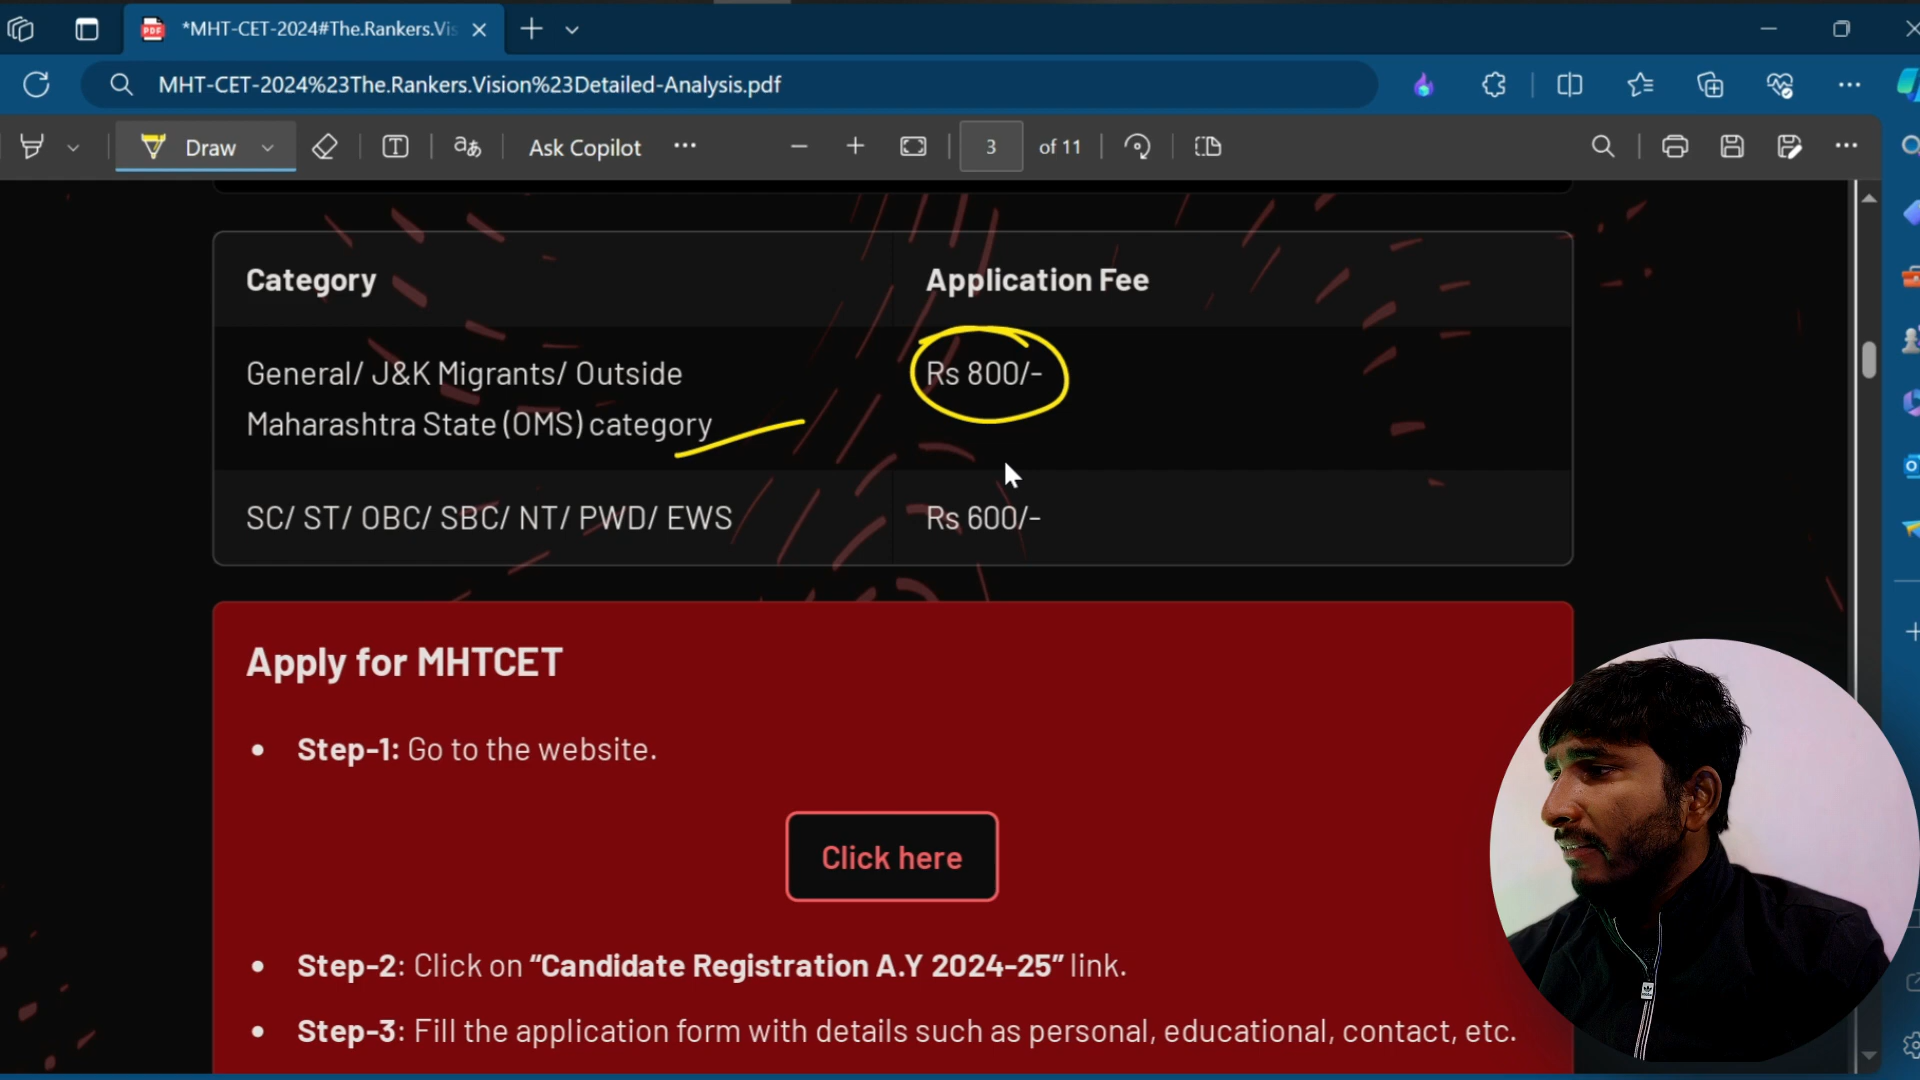 *MHT-CET-2024#The.Rankers.Vis
MHT-CET-2024%23The.Rankers.Vision%23Detailed-Analysis.pdf
Draw
aあ
Ask Copilot
3 of 11
Category Application Fee
General/ J&K Migrants/ Outside Rs 800/-
Maharashtra State (OMS) category
SC/ ST/ OBC/ SBC/ NT/ PWD/ EWS Rs 600/-
Apply for MHTCET
• Step-1: Go to the website.
Click here
• Step-2: Click on “Candidate Registration A.Y 2024-25” link.
• Step-3: Fill the application form with details such as personal, educational, contact, etc.